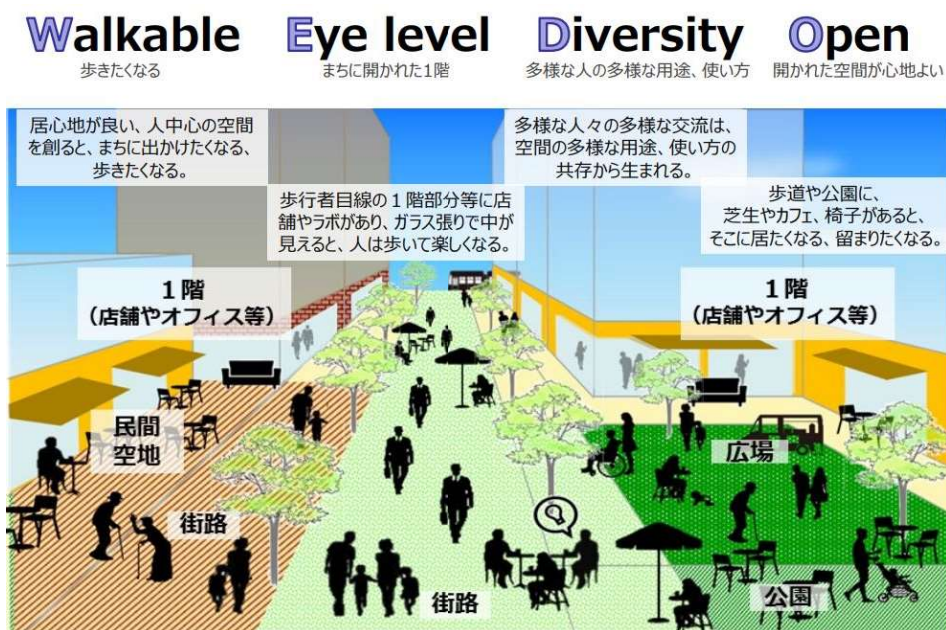 Walkable
歩きたくなる
Eye level
まちに開かれた1階
Diversity
多様な人の多様な用途、使い方
Open
開かれた空間が心地よい
居心地が良い、人中心の空間
を創ると、まちに出かけたくなる、
歩きたくなる。
歩行者目線の1階部分等に店
舗やラボがあり、ガラス張りで中が
見えると、人は歩いて楽しくなる。
多様な人々の多様な交流は、
空間の多様な用途、使い方の
共存から生まれる。
歩道や公園に、
芝生やカフェ、椅子があると、
そこに居たくなる、留まりたくなる。
1階
(店舗やオフィス等)
1階
(店舗やオフィス等)
民間
空地
街路
街路
広場
公園